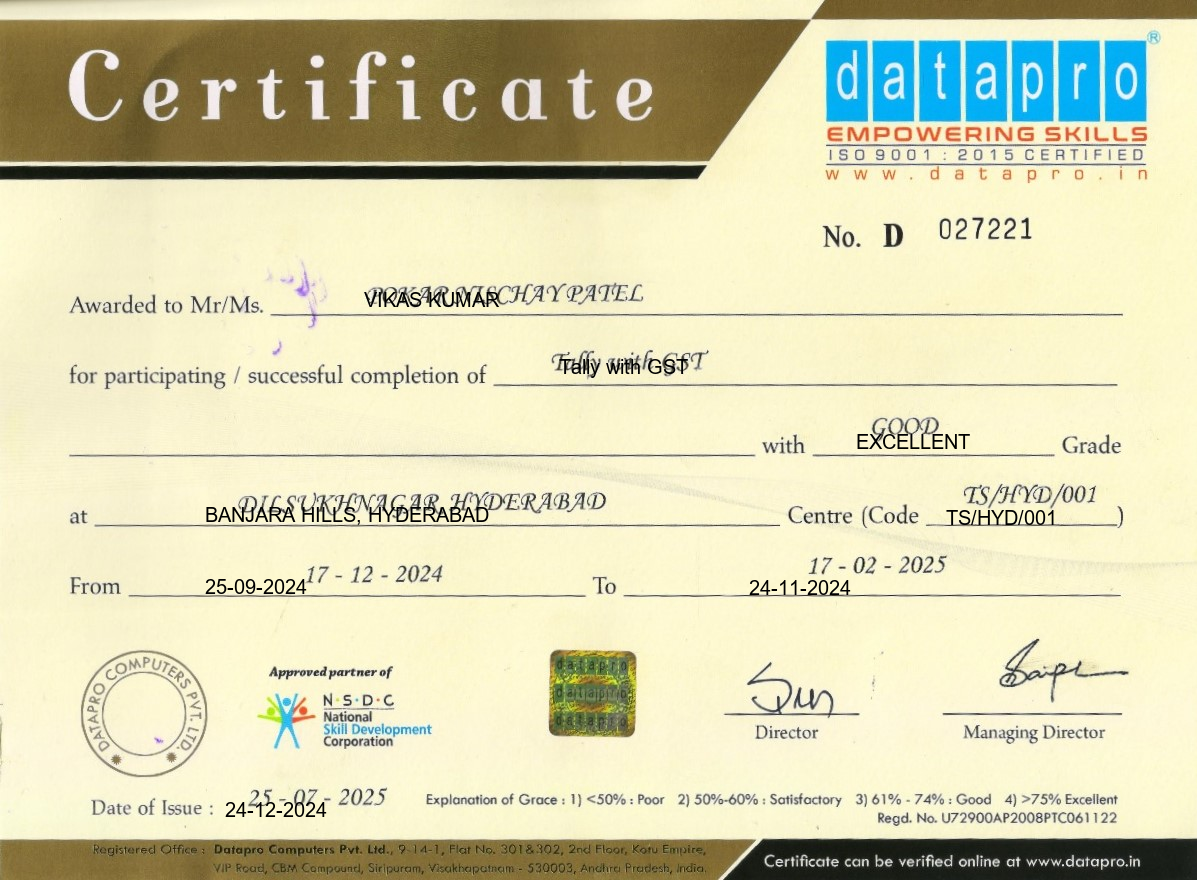 Certificate
datapro®
EMPOWERING SKILLS
ISO 9001 : 2015 CERTIFIED
www.datapro.in
No. D 027221
Awarded to Mr/Ms. VIKAS KUMAR NISCHAY PATEL
for participating / successful completion of Tally with GST
Tally with GST
GOOD
with EXCELLENT Grade
DILSUKHNAGAR, HYDERABAD TS/HYD/001
at BANJARA HILLS, HYDERABAD Centre (Code TS/HYD/001)
17 - 12 - 2024 17 - 02 - 2025
From 25-09-2024 To 24-11-2024
DATAPRO COMPUTERS PVT. LTD.
Approved partner of
N·S·D·C
National
Skill Development
Corporation
datapro
datapro
datapro
Director
Managing Director
25 - 07 - 2025
Date of Issue : 24-12-2024
Explanation of Grace : 1) <50% : Poor 2) 50%-60% : Satisfactory 3) 61% - 74% : Good 4) >75% Excellent
Regd. No. U72900AP2008PTC061122
Registered Office : Datapro Computers Pvt. Ltd., 9-14-1, Flat No. 301&302, 2nd Floor, Koru Empire,
VIP Road, CBM Compound, Siripuram, Visakhapatnam - 530003, Andhra Pradesh, India.
Certificate can be verified online at www.datapro.in